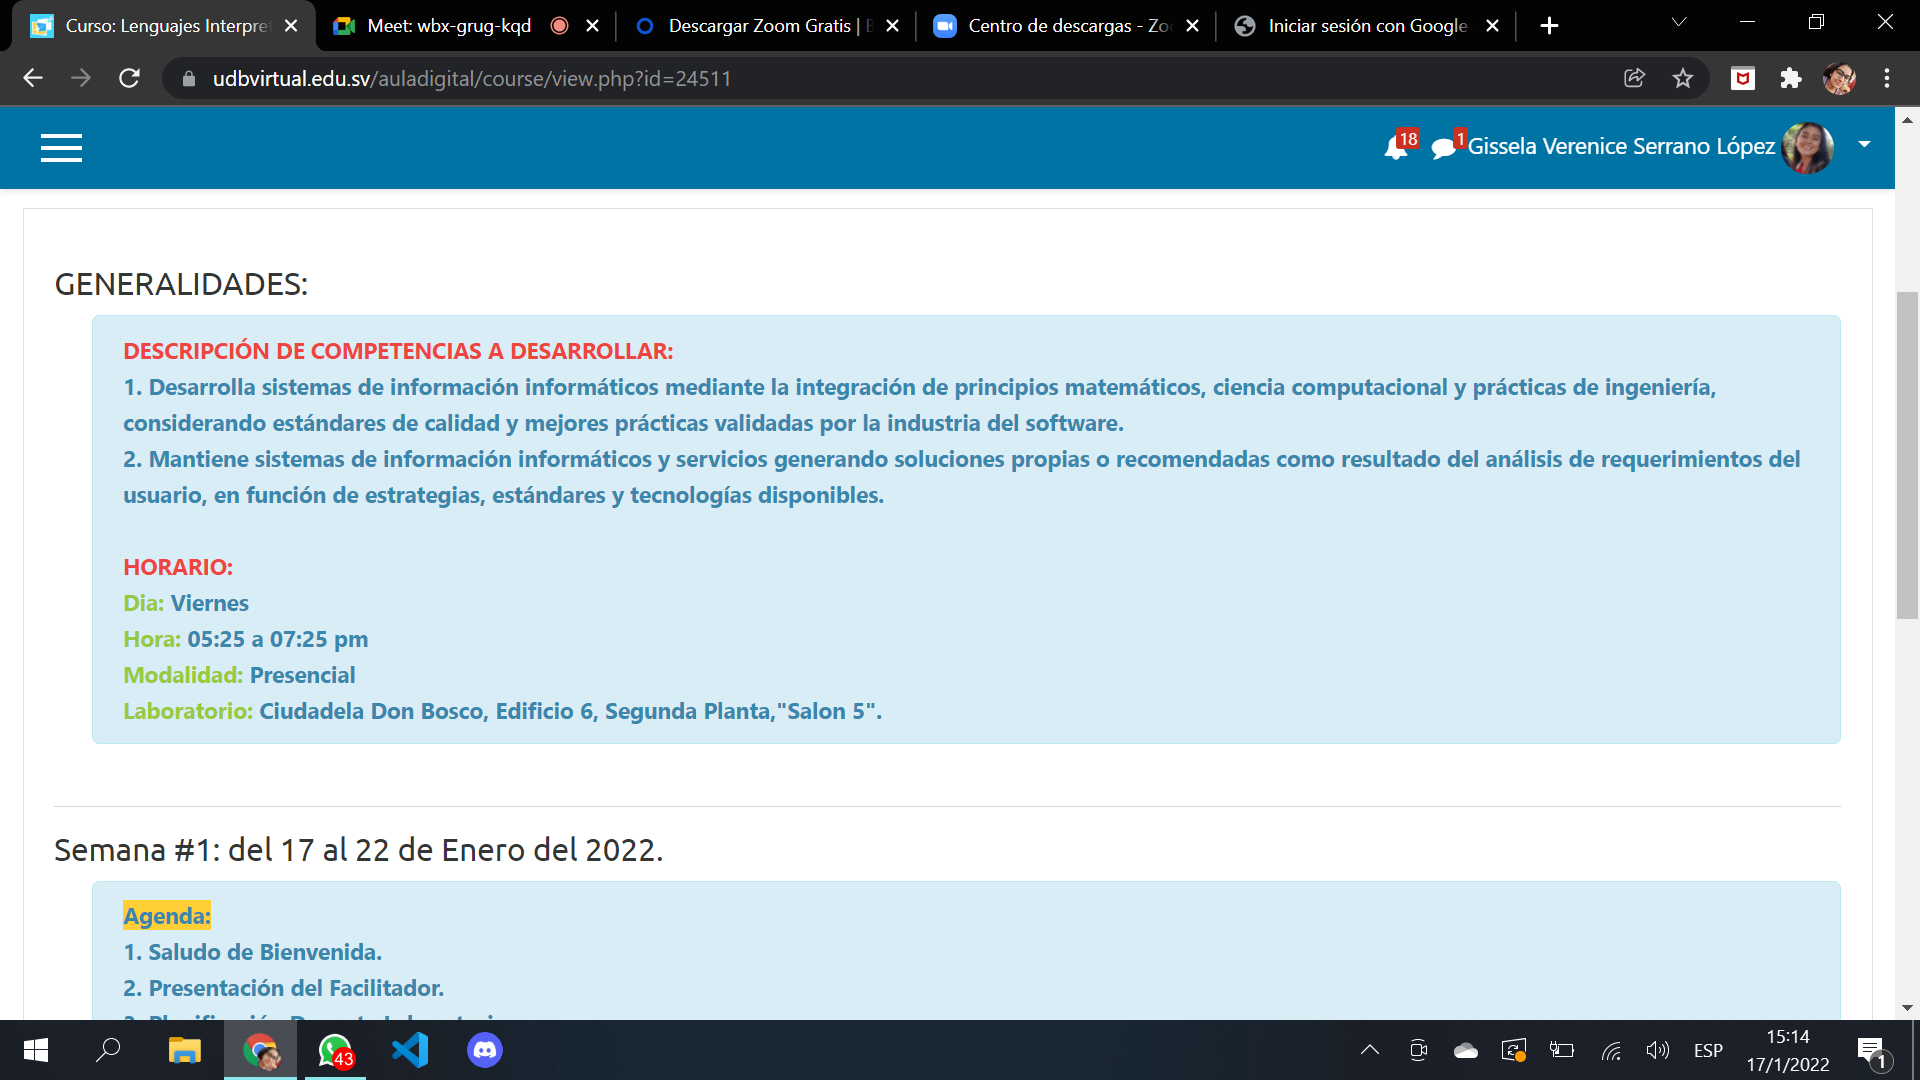 Curso: Lenguajes Interpre
Meet: wbx-grug-kqd
Descargar Zoom Gratis |
Centro de descargas - Zo
Iniciar sesión con Google
udbvirtual.edu.sv/auladigital/course/view.php?id=24511
18
1
Gissela Verenice Serrano López
GENERALIDADES:
DESCRIPCIÓN DE COMPETENCIAS A DESARROLLAR:
1. Desarrolla sistemas de información informáticos mediante la integración de principios matemáticos, ciencia computacional y prácticas de ingeniería,
considerando estándares de calidad y mejores prácticas validadas por la industria del software.
2. Mantiene sistemas de información informáticos y servicios generando soluciones propias o recomendadas como resultado del análisis de requerimientos del
usuario, en función de estrategias, estándares y tecnologías disponibles.
HORARIO:
Dia: Viernes
Hora: 05:25 a 07:25 pm
Modalidad: Presencial
Laboratorio: Ciudadela Don Bosco, Edificio 6, Segunda Planta,"Salon 5".
Semana #1: del 17 al 22 de Enero del 2022.
Agenda:
1. Saludo de Bienvenida.
2. Presentación del Facilitador.
43
ESP
15:14
17/1/2022
1